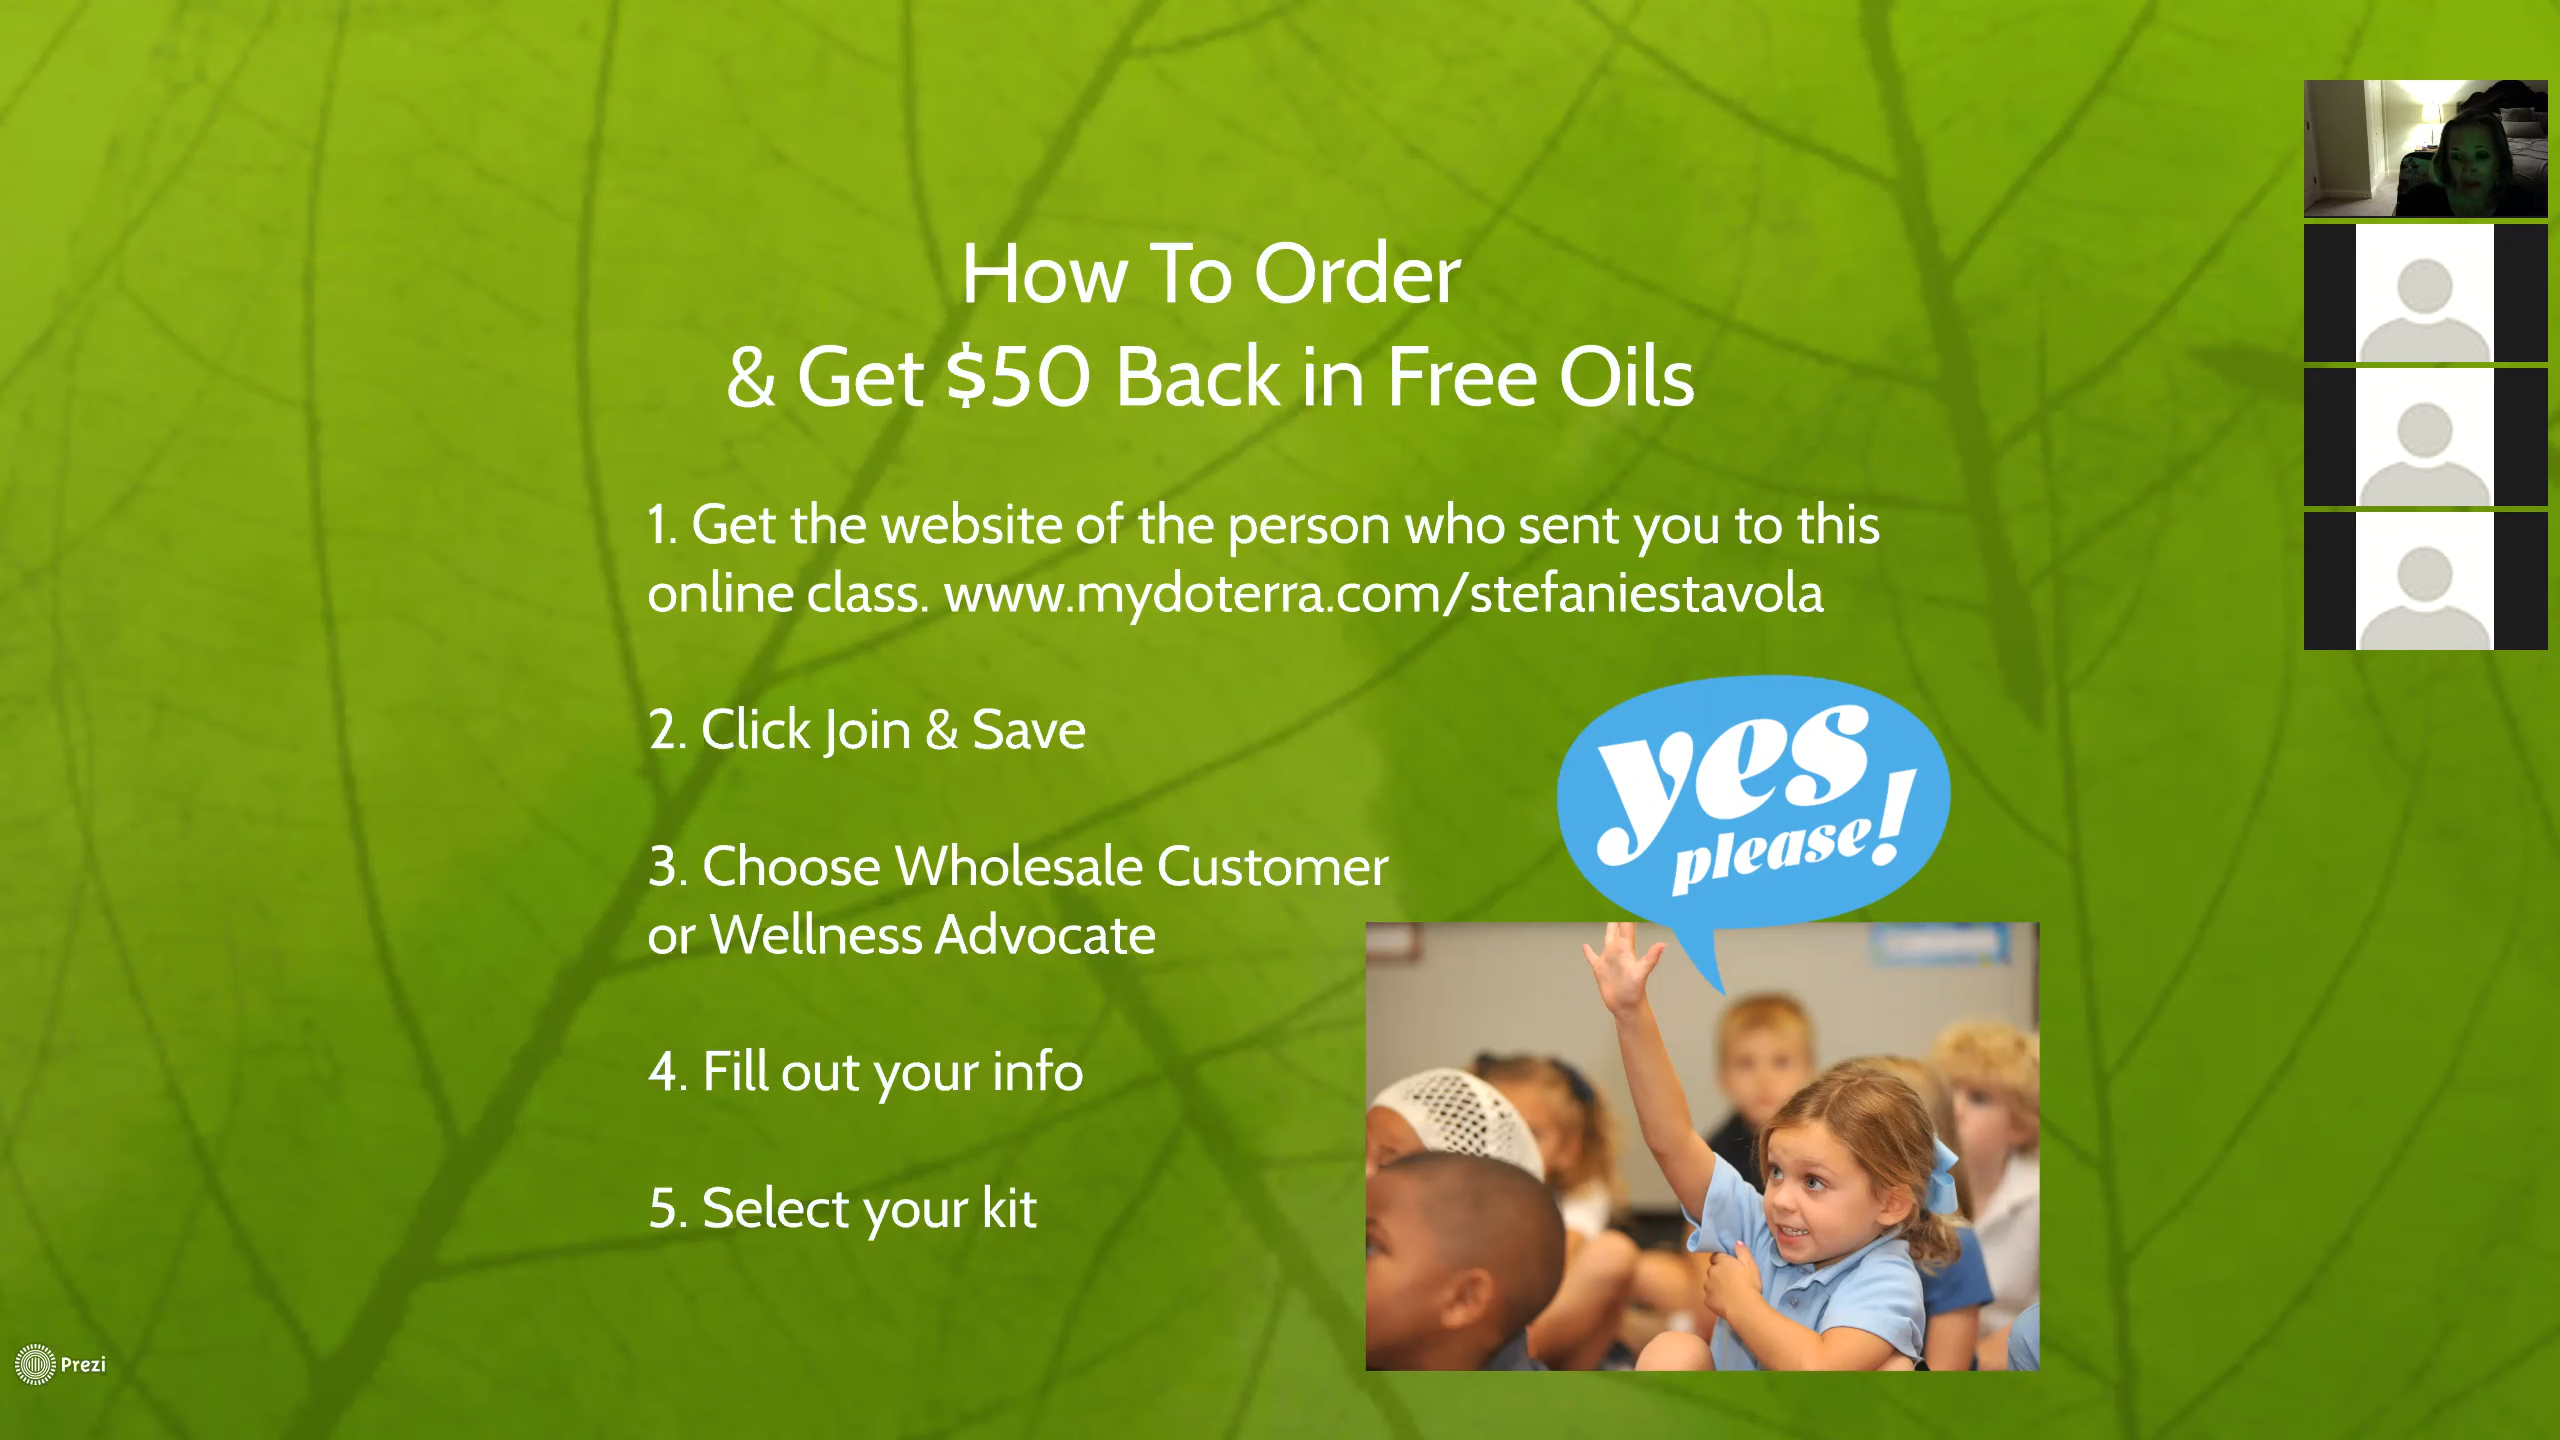 How To Order
& Get $50 Back in Free Oils
1. Get the website of the person who sent you to this
online class. www.mydoterra.com/stefaniestavola
2. Click Join & Save
3. Choose Wholesale Customer
or Wellness Advocate
4. Fill out your info
5. Select your kit
yes
please!
Prezi